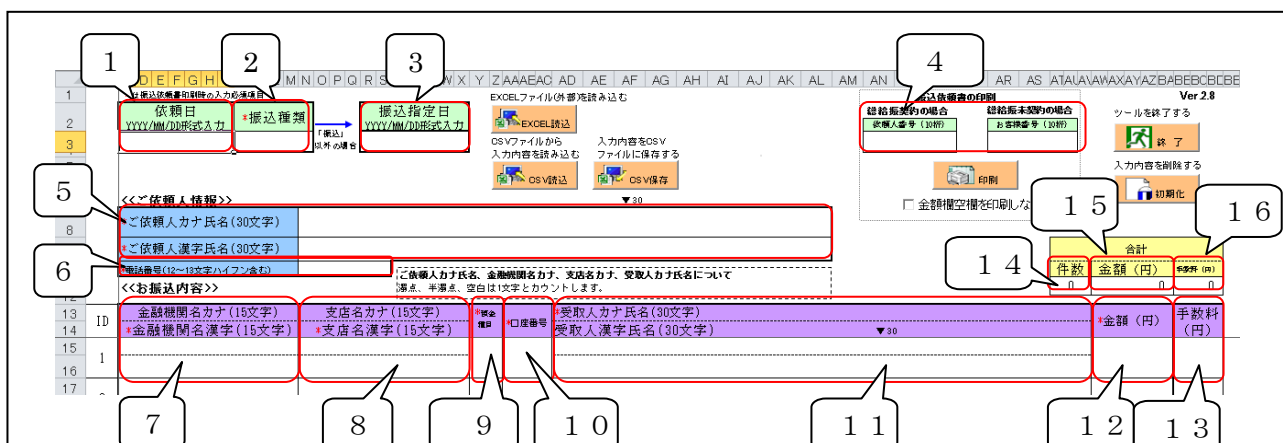 1
2
3
4
D E F G H
M N O P Q R S
W X Y Z AAAEAC AD AE AF AG AH AI AJ AK AL AM AN
AR AS ATAUAVAWAXAYAZBABEBCBDBE
1
は振込依頼書印刷時の入力必須項目
EXCELファイル(外部)を読み込む
振込依頼書の印刷
Ver 2.8
2
依頼日
YYYY/MM/DD形式入力
*振込種類
「振込」
以外の場合
振込指定日
YYYY/MM/DD形式入力
EXCEL読込
総給振契約の場合
依頼人番号(10桁)
総給振未契約の場合
お客様番号(10桁)
ツールを終了する
終 了
3
CSVファイルから
入力内容を読み込む
入力内容をCSV
ファイルに保存する
CSV読込
CSV保存
印刷
入力内容を削除する
初期化
5
<<ご依頼人情報>>
▼30
□ 金額欄空欄を印刷しな
15
16
*ご依頼人カナ氏名(30文字)
8
*ご依頼人漢字氏名(30文字)
合計
6
*電話番号(12～13文字ハイフン含む)
14
件数
金額(円)
手数料(円)
0
0
0
ご依頼人カナ氏名、金融機関名カナ、支店名カナ、受取人カナ氏名について
濁点、半濁点、空白は1文字とカウントします。
<<お振込内容>>
12
13
ID
金融機関名カナ(15文字)
支店名カナ(15文字)
*預金
種目
*口座番号
*受取人カナ氏名(30文字)
*金額(円)
手数料
(円)
14
*金融機関名漢字(15文字)
*支店名漢字(15文字)
受取人漢字氏名(30文字)
▼30
15
1
16
17
7
8
9
10
11
12
13